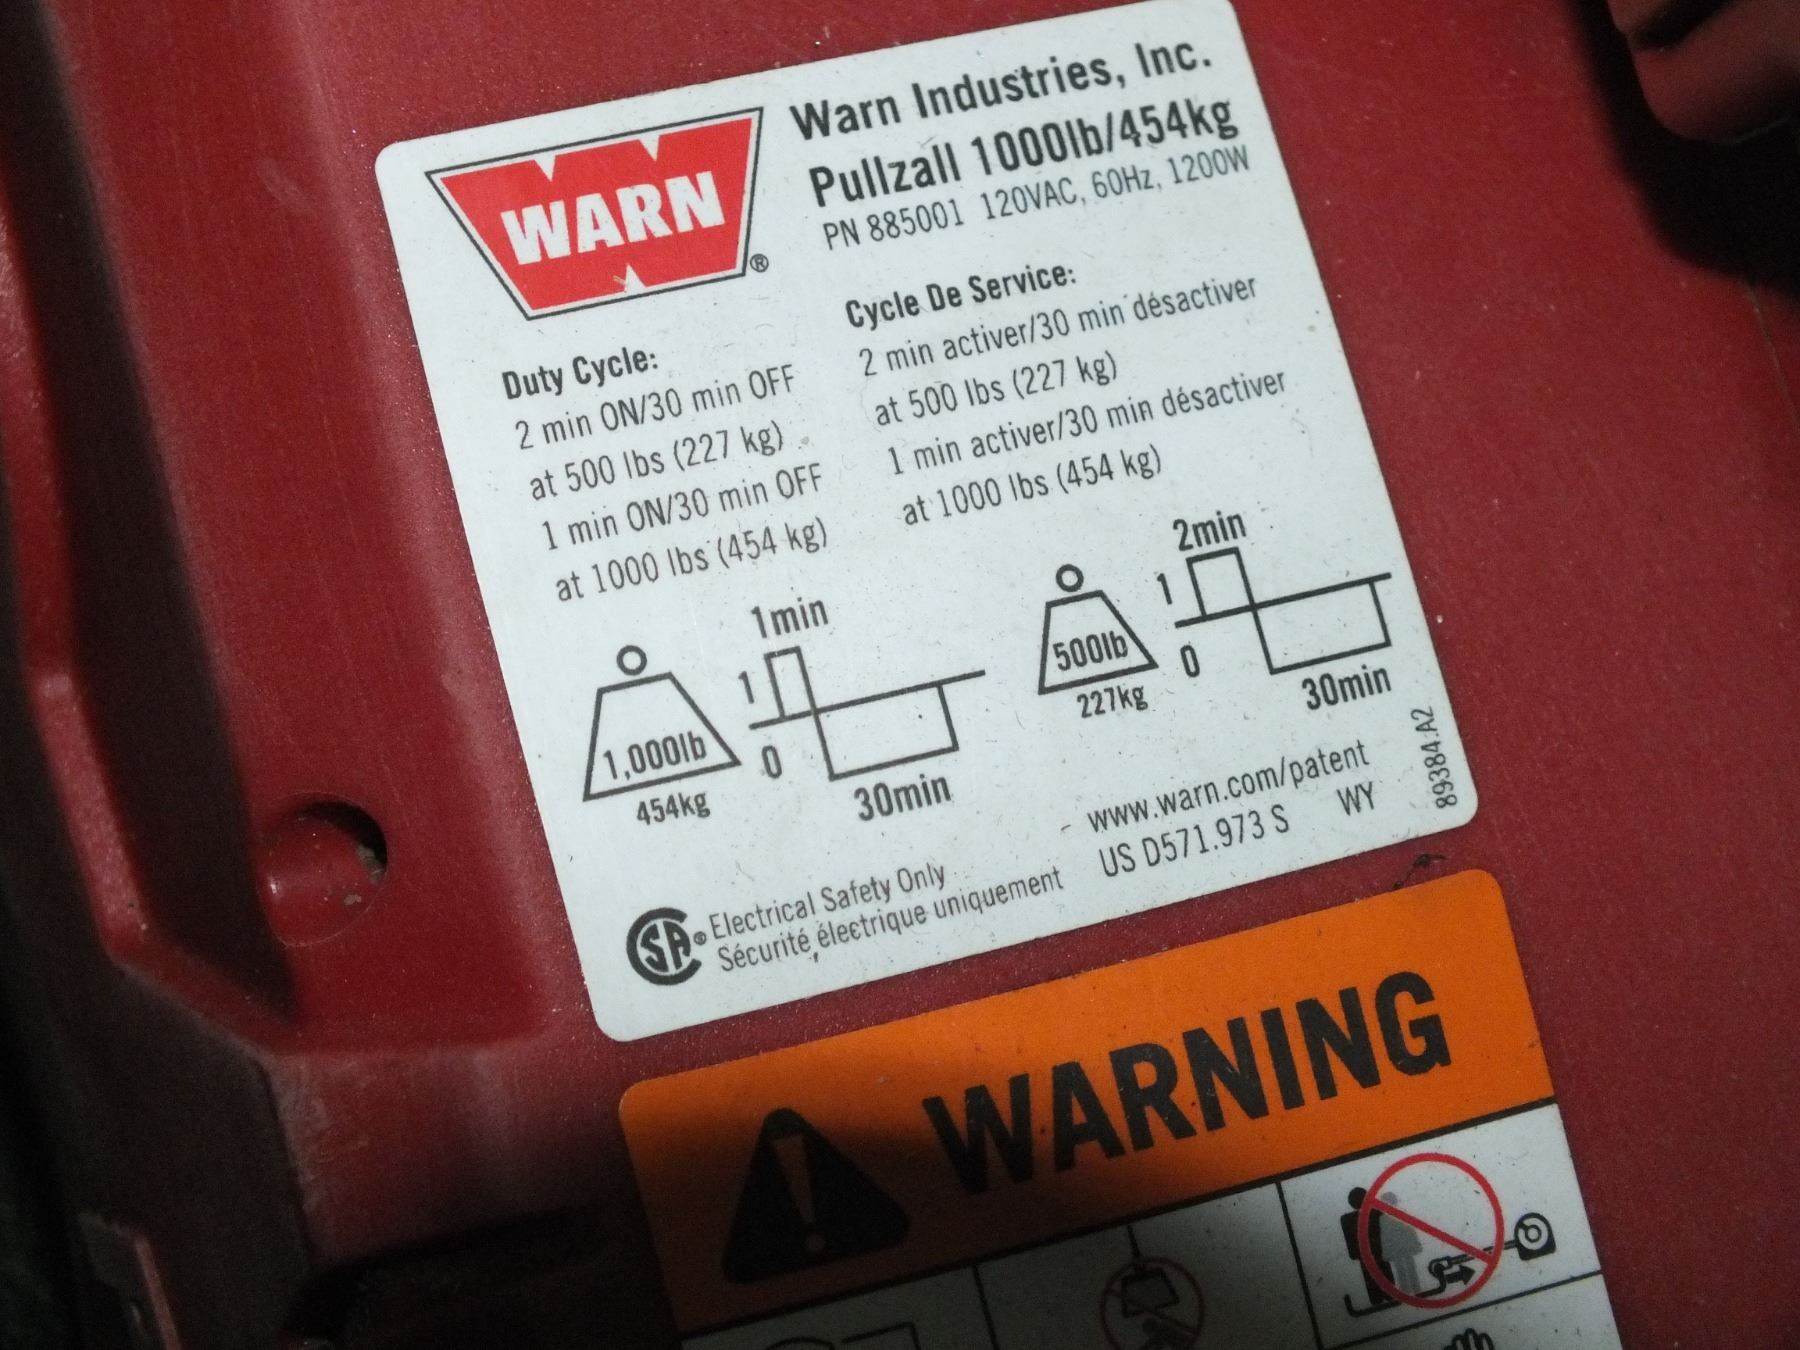 WARN®
Warn Industries, Inc.
Pullzall 1000lb/454kg
PN 885001 120VAC, 60Hz, 1200W
Duty Cycle:
2 min ON/30 min OFF
at 500 lbs (227 kg)
1 min ON/30 min OFF
at 1000 lbs (454 kg)
Cycle De Service:
2 min activer/30 min désactiver
at 500 lbs (227 kg)
1 min activer/30 min désactiver
at 1000 lbs (454 kg)
1,000lb
454kg
1min
1
0
30min
500lb
227kg
2min
1
0
30min
www.warn.com/patent
US D571.973 S WY
89384.A2
CSA® Electrical Safety Only
Sécurité électrique uniquement
WARNING